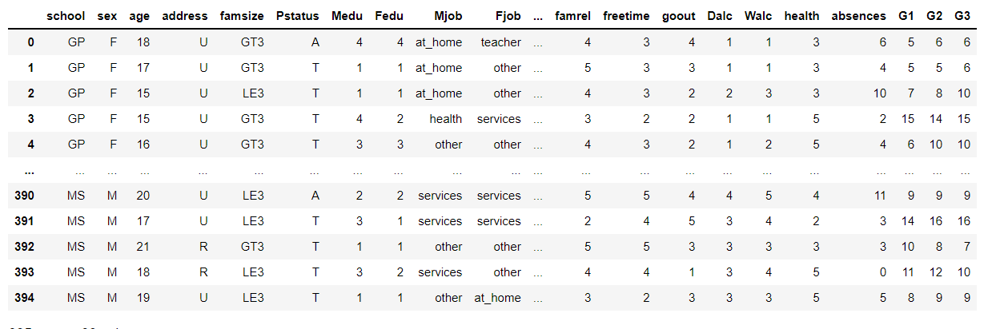 school sex age address famsize Pstatus Medu Fedu Mjob Fjob ... famrel freetime goout Dalc Walc health absences G1 G2 G3
0 GP F 18 U GT3 A 4 4 at_home teacher ... 4 3 4 1 1 3 6 5 6 6
1 GP F 17 U GT3 T 1 1 at_home other ... 5 3 3 1 1 3 4 5 5 6
2 GP F 15 U LE3 T 1 1 at_home other ... 4 3 2 2 3 3 10 7 8 10
3 GP F 15 U GT3 T 4 2 health services ... 3 2 2 1 1 5 2 15 14 15
4 GP F 16 U GT3 T 3 3 other other ... 4 3 2 1 2 5 4 6 10 10
... ... ... ... ... ... ... ... ... ... ... ... ... ... ... ... ... ... ... ... ... ...
390 MS M 20 U LE3 A 2 2 services services ... 5 5 4 4 5 4 11 9 9 9
391 MS M 17 U LE3 T 3 1 services services ... 2 4 5 3 4 2 3 14 16 16
392 MS M 21 R GT3 T 1 1 other other ... 5 5 3 3 3 3 3 10 8 7
393 MS M 18 R LE3 T 3 2 services other ... 4 4 1 3 4 5 0 11 12 10
394 MS M 19 U LE3 T 1 1 other at_home ... 3 2 3 3 3 5 5 8 9 9